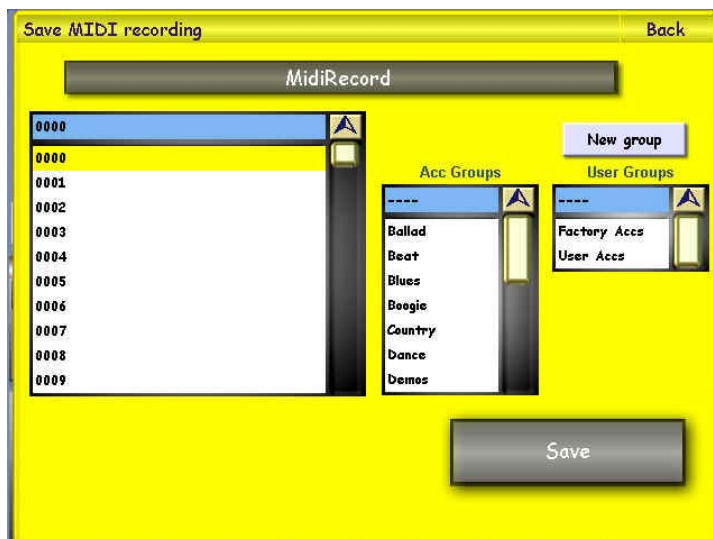 Save MIDI recording
Back
MidiRecord
0000
0000
0001
0002
0003
0004
0005
0006
0007
0008
0009
Acc Groups
----
Ballad
Beat
Blues
Boogie
Country
Dance
Demos
New group
User Groups
----
Factory Accs
User Accs
Save